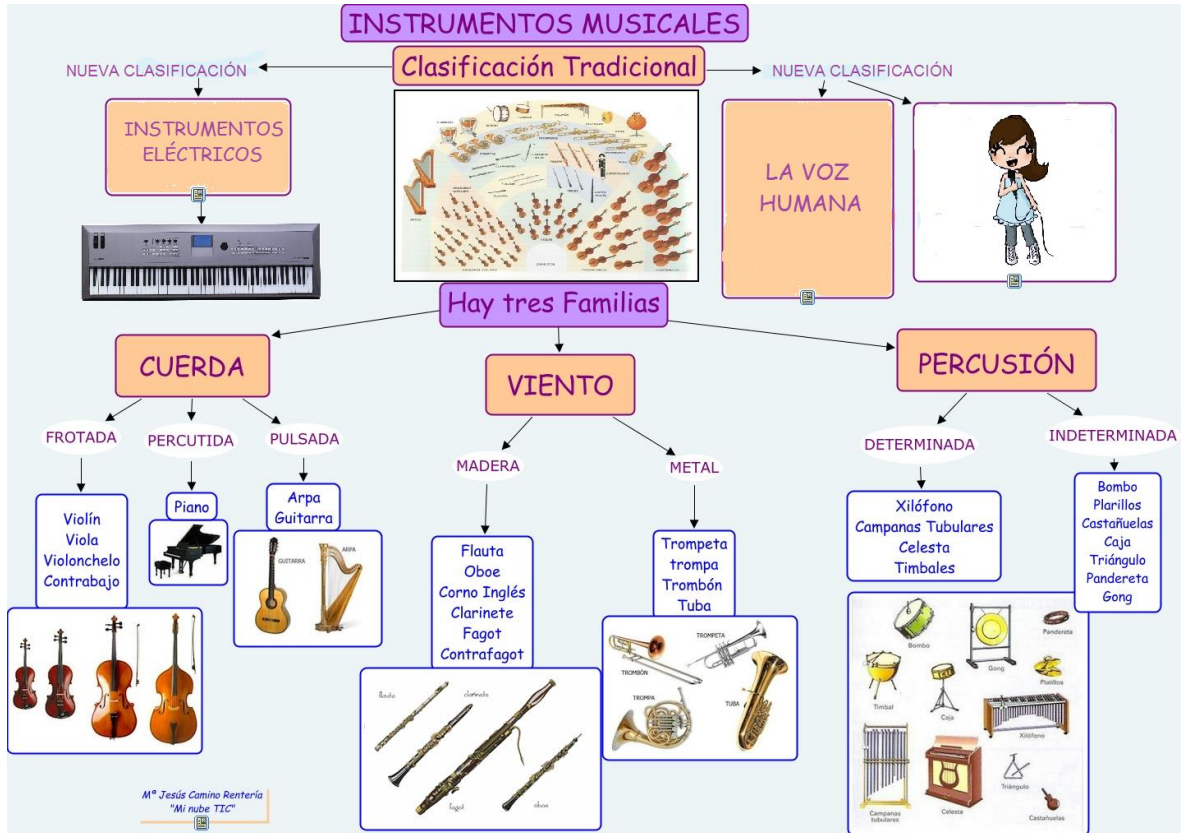 INSTRUMENTOS MUSICALES
Clasificación Tradicional
NUEVA CLASIFICACIÓN
NUEVA CLASIFICACIÓN
INSTRUMENTOS
ELÉCTRICOS
LA VOZ
HUMANA
Hay tres Familias
CUERDA
VIENTO
PERCUSIÓN
FROTADA
PERCUTIDA
PULSADA
MADERA
METAL
DETERMINADA
INDETERMINADA
Violín
Viola
Violonchelo
Contrabajo
Piano
Arpa
Guitarra
GUITARRA
ARPA
Flauta
Oboe
Corno Inglés
Clarinete
Fagot
Contrafagot
flauta
clarinete
fagot
oboe
Trompeta
trompa
Trombón
Tuba
TROMPETA
TROMBÓN
TROMPA
TUBA
Xilófono
Campanas Tubulares
Celesta
Timbales
Bombo
Plarillos
Castañuelas
Caja
Triángulo
Pandereta
Gong
Bombo
Gong
Pandereta
Timbal
Caja
Platillos
Xilófono
Campanas
tubulares
Celesta
Triángulo
Castañuelas
Mª Jesús Camino Rentería
"Mi nube TIC"